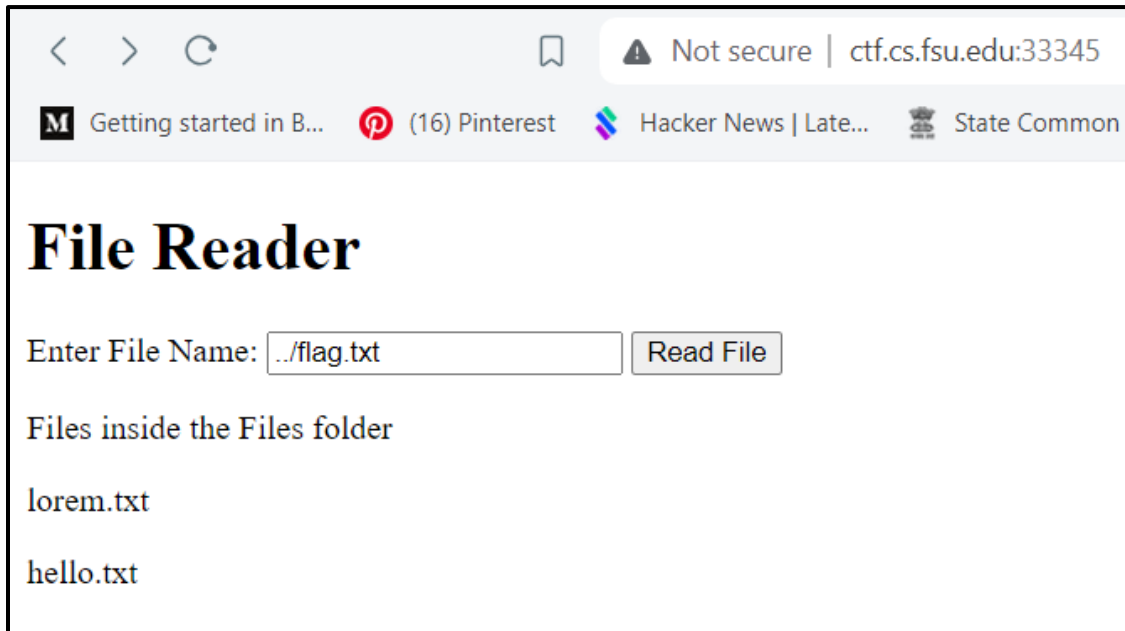 Not secure | ctf.cs.fsu.edu:33345
M Getting started in B... (16) Pinterest Hacker News | Late... State Common
File Reader
Enter File Name: ../flag.txt Read File
Files inside the Files folder
lorem.txt
hello.txt